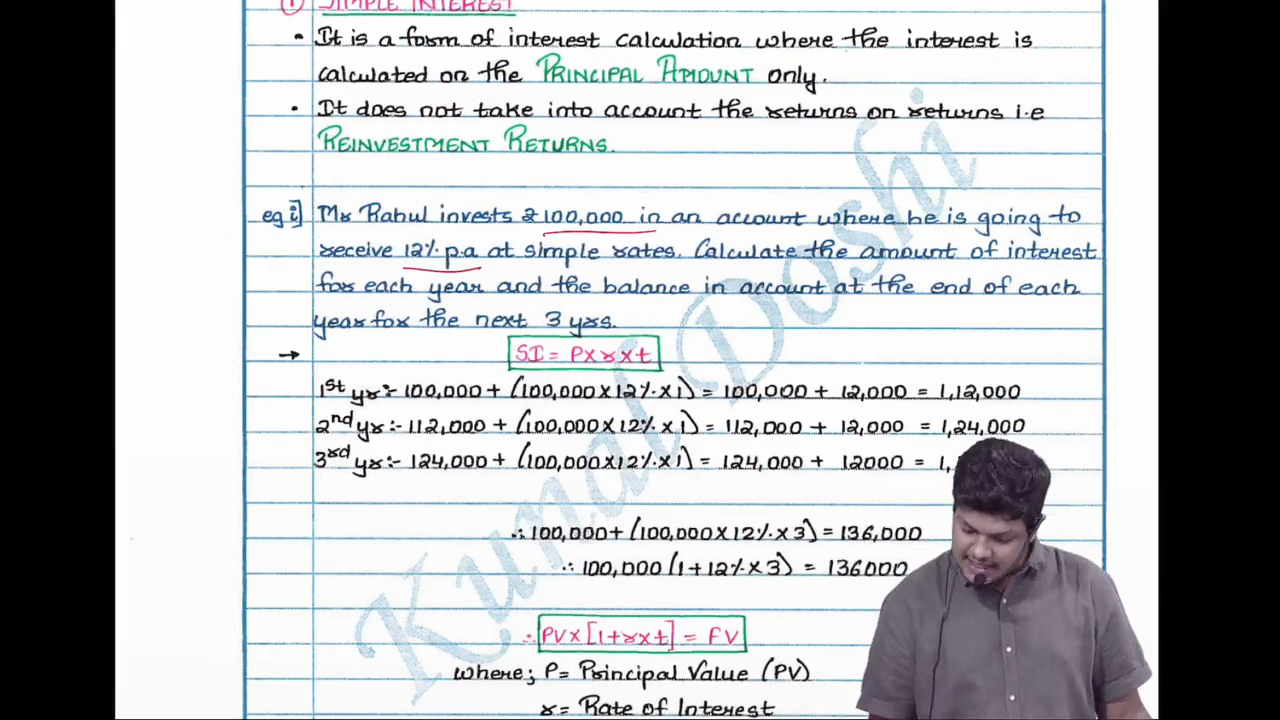 ① SIMPLE INTEREST
• It is a form of interest calculation where the interest is
calculated on the PRINCIPAL AMOUNT only.
• It does not take into account the returns on returns i.e
REINVESTMENT RETURNS.
eg i] Mr Rahul invests ₹100,000 in an account where he is going to
receive 12% p.a at simple rates. Calculate the amount of interest
for each year and the balance in account at the end of each
year for the next 3 yrs.
→ SI = P x r x t
1st yr :- 100,000 + (100,000 x 12% x 1) = 100,000 + 12,000 = 1,12,000
2nd yr :- 112,000 + (100,000 x 12% x 1) = 112,000 + 12,000 = 1,24,000
3rd yr :- 124,000 + (100,000 x 12% x 1) = 124,000 + 12000 = 1,
∴ 100,000 + (100,000 x 12% x 3) = 136,000
∴ 100,000 (1 + 12% x 3) = 136000
∴ PV x [1 + r x t] = FV
where; P = Principal Value (PV)
r = Rate of Interest
Kunal Doshi